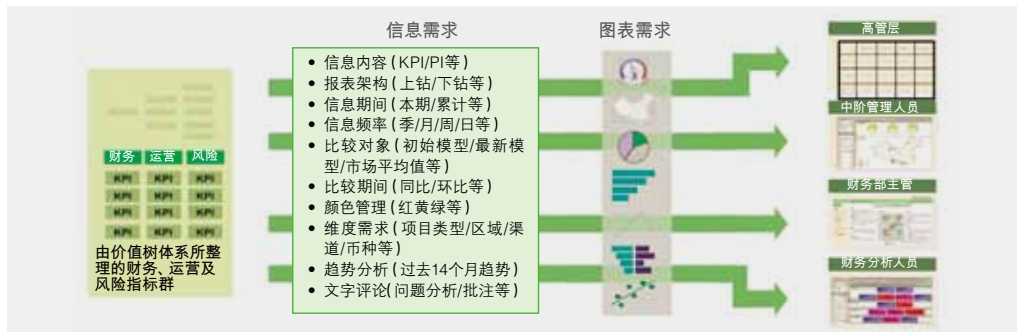 信息需求
图表需求
高管层
● 信息内容(KPI/PI等)
● 报表架构(上钻/下钻等)
● 信息期间(本期/累计等)
● 信息频率(季/月/周/日等)
● 比较对象(初始模型/最新模
型/市场平均值等)
● 比较期间(同比/环比等)
● 颜色管理(红黄绿等)
● 维度需求(项目类型/区域/渠
道/币种等)
● 趋势分析(过去14个月趋势)
● 文字评论(问题分析/批注等)
财务 运营 风险
KPI KPI KPI
KPI KPI KPI
KPI KPI KPI
KPI KPI KPI
由价值树体系所整
理的财务、运营及
风险指标群
中阶管理人员
财务部主管
财务分析人员